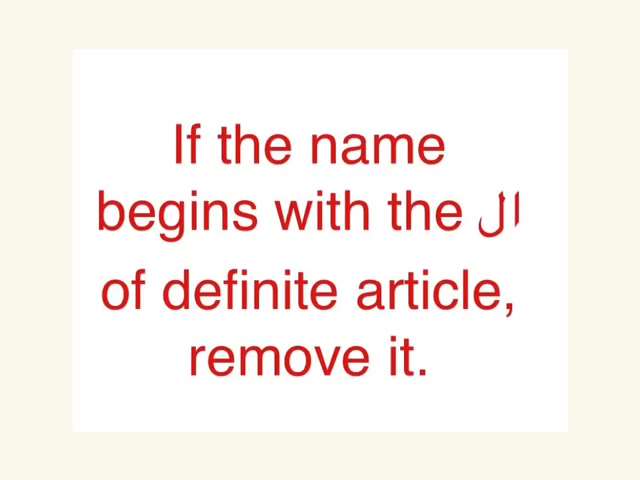 If the name
begins with the ال
of definite article,
remove it.